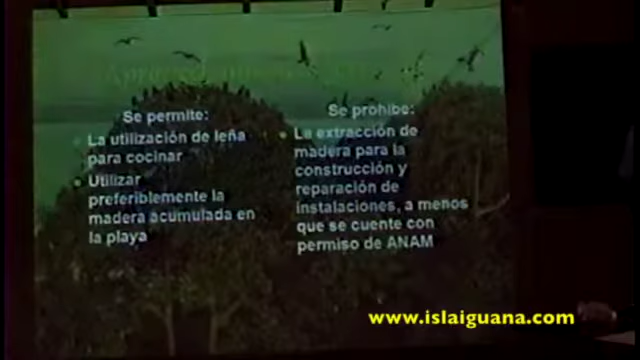 Se permite:
La utilización de leña
para cocinar
Utilizar
preferiblemente la
madera acumulada en
la playa
Se prohibe:
La extracción de
madera para la
construcción y
reparación de
instalaciones, a menos
que se cuente con
permiso de ANAM
www.islaiguana.com